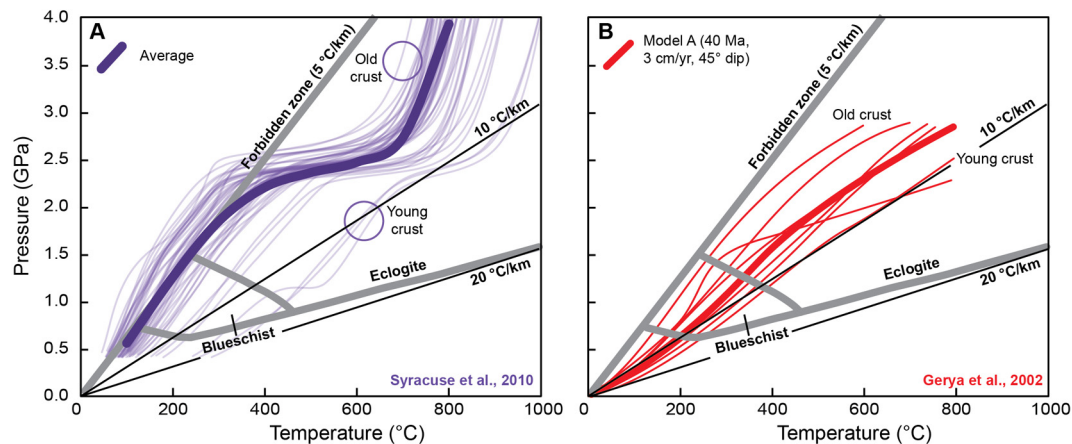 A
Average
Old
crust
Forbidden zone (5 °C/km)
10 °C/km
Young
crust
Eclogite
20 °C/km
Blueschist
Syracuse et al., 2010
4.0
3.5
3.0
2.5
2.0
1.5
1.0
0.5
0.0
Pressure (GPa)
0
200
400
600
800
1000
Temperature (°C)
B
Model A (40 Ma,
3 cm/yr, 45° dip)
Forbidden zone (5 °C/km)
Old crust
10 °C/km
Young crust
Eclogite
20 °C/km
Blueschist
Gerya et al., 2002
0
200
400
600
800
1000
Temperature (°C)